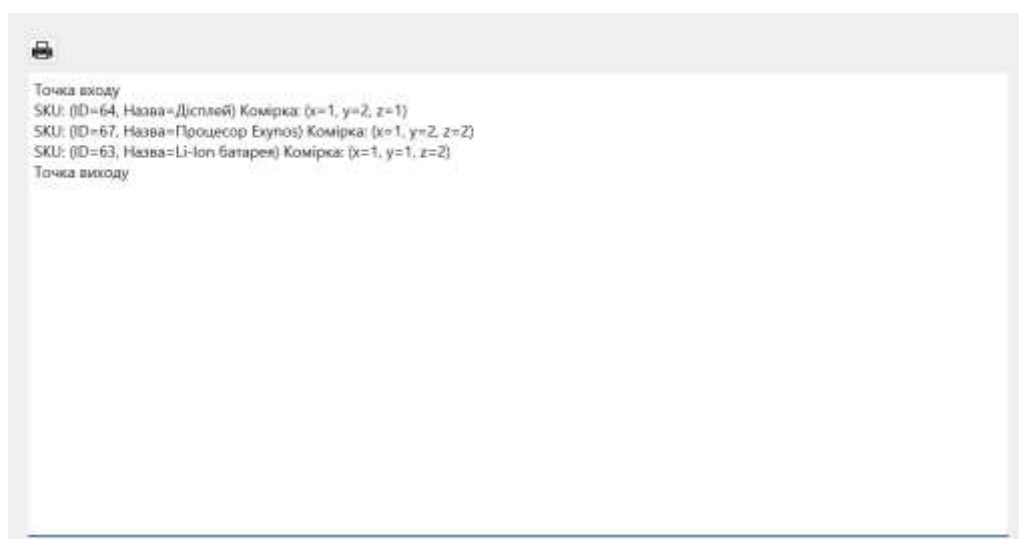 Точка входу
SKU: (ID=64, Назва=Дісплей) Комірка: (x=1, y=2, z=1)
SKU: (ID=67, Назва=Процесор Exynos) Комірка: (x=1, y=2, z=2)
SKU: (ID=63, Назва=Li-Ion батарея) Комірка: (x=1, y=1, z=2)
Точка виходу